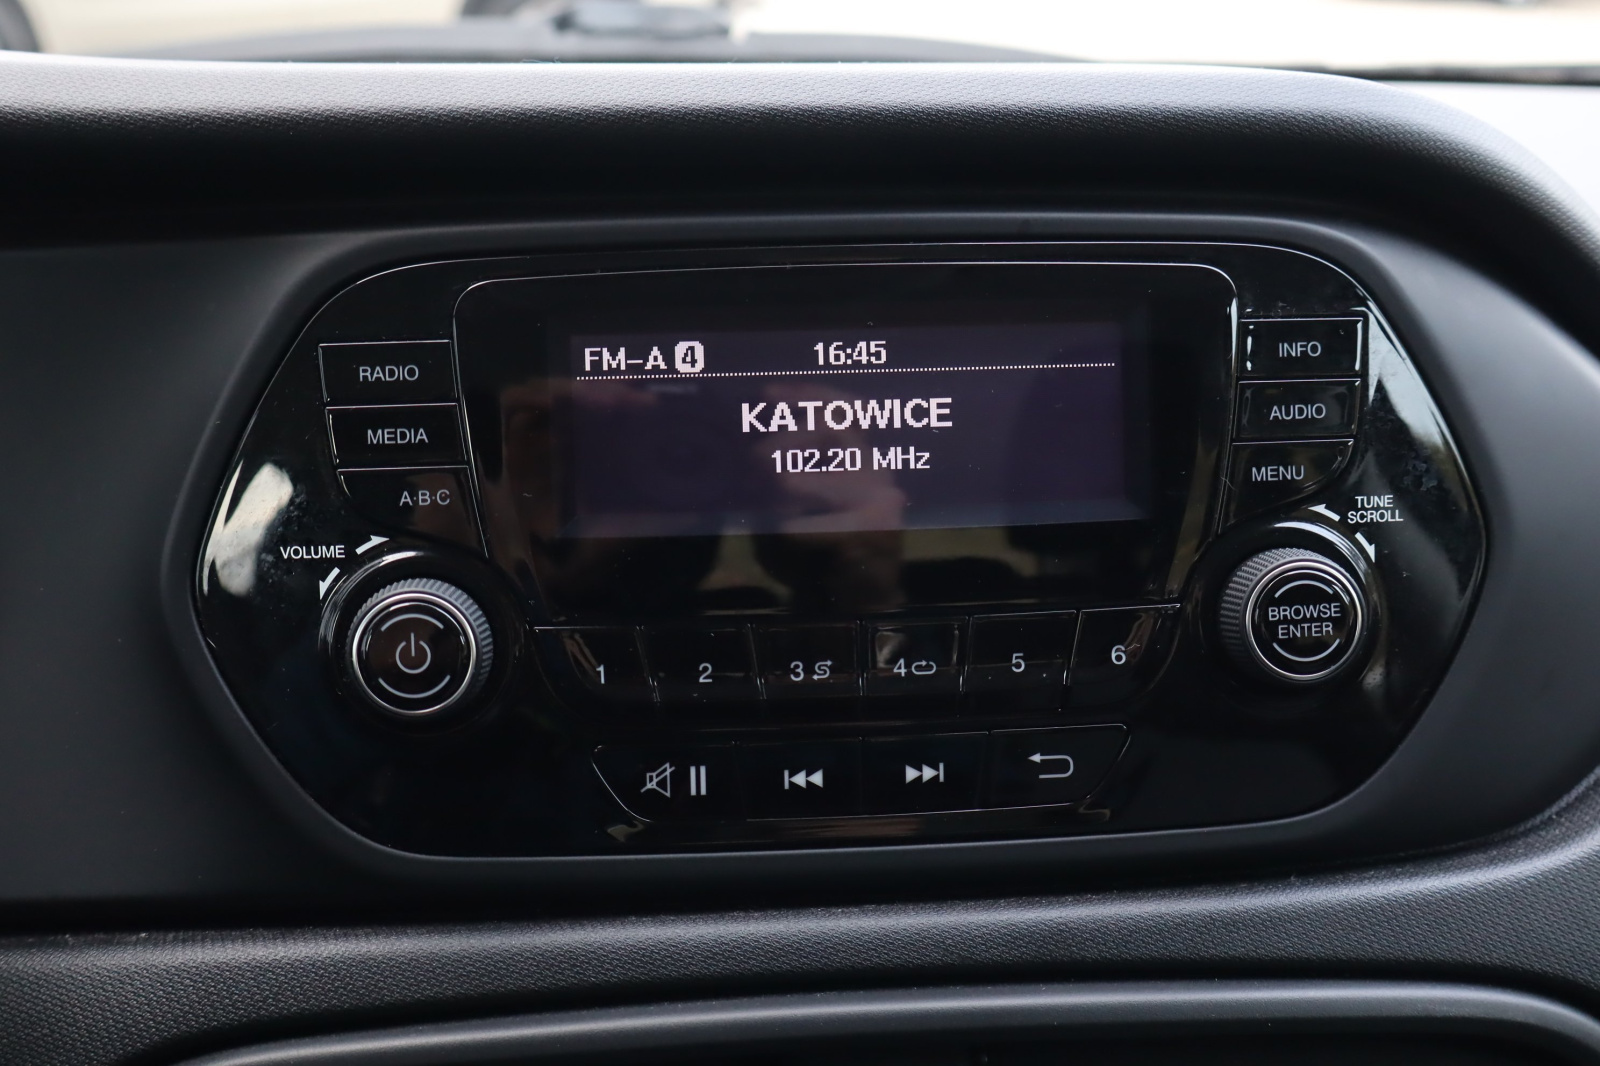 FM-A 4 16:45
KATOWICE
102.20 MHz
RADIO
MEDIA
A·B·C
VOLUME
INFO
AUDIO
MENU
TUNE
SCROLL
BROWSE
ENTER
1 2 3 4 5 6